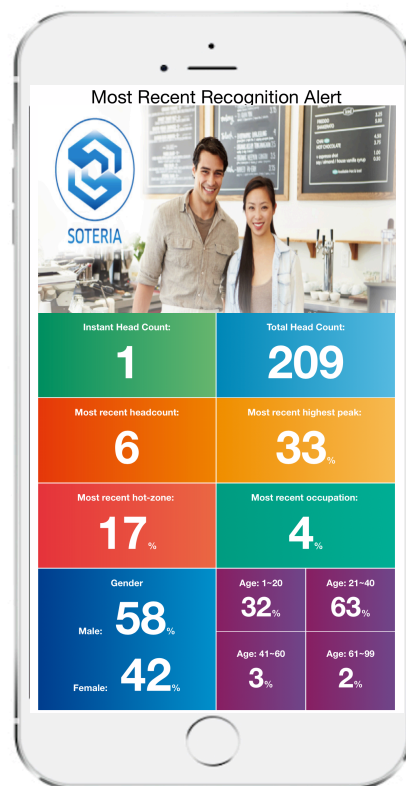 Most Recent Recognition Alert
SOTERIA
Instant Head Count:
1
Total Head Count:
209
Most recent headcount:
6
Most recent highest peak:
33%
Most recent hot-zone:
17%
Most recent occupation:
4%
Gender
Male: 58%
Female: 42%
Age: 1~20
32%
Age: 21~40
63%
Age: 41~60
3%
Age: 61~99
2%